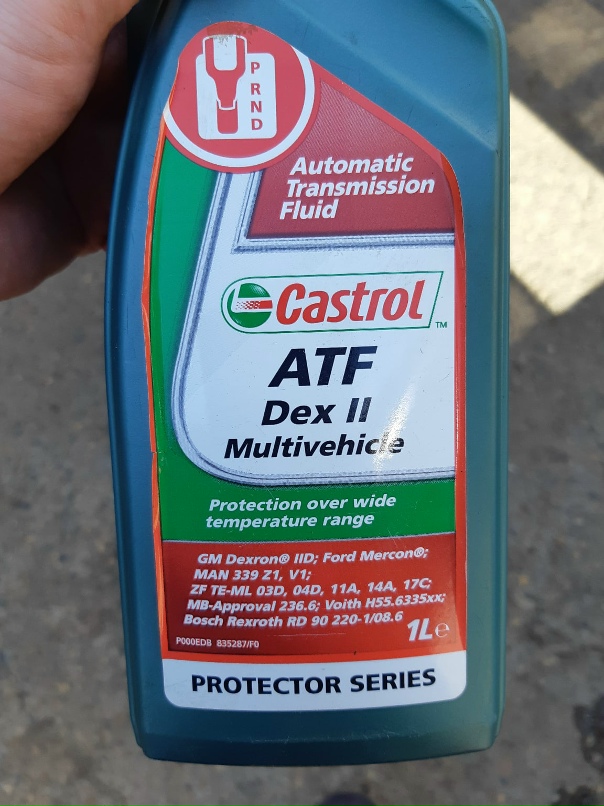 P
R
N
D
Automatic
Transmission
Fluid
Castrol™
ATF
Dex II
Multivehicle
Protection over wide
temperature range
GM Dexron® IID; Ford Mercon®;
MAN 339 Z1, V1;
ZF TE-ML 03D, 04D, 11A, 14A, 17C;
MB-Approval 236.6; Voith H55.6335xx;
Bosch Rexroth RD 90 220-1/08.6
1L℮
P000EDB 835287/F0
PROTECTOR SERIES